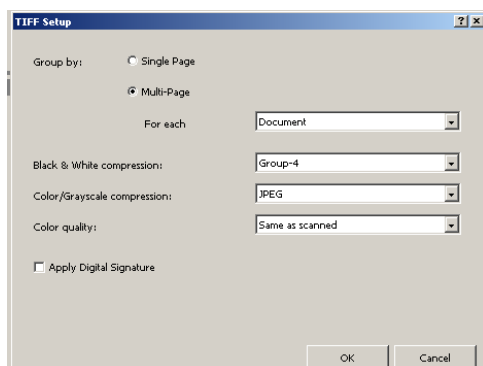 TIFF Setup
Group by: Single Page
Multi-Page
For each Document
Black & White compression: Group-4
Color/Grayscale compression: JPEG
Color quality: Same as scanned
Apply Digital Signature
OK Cancel